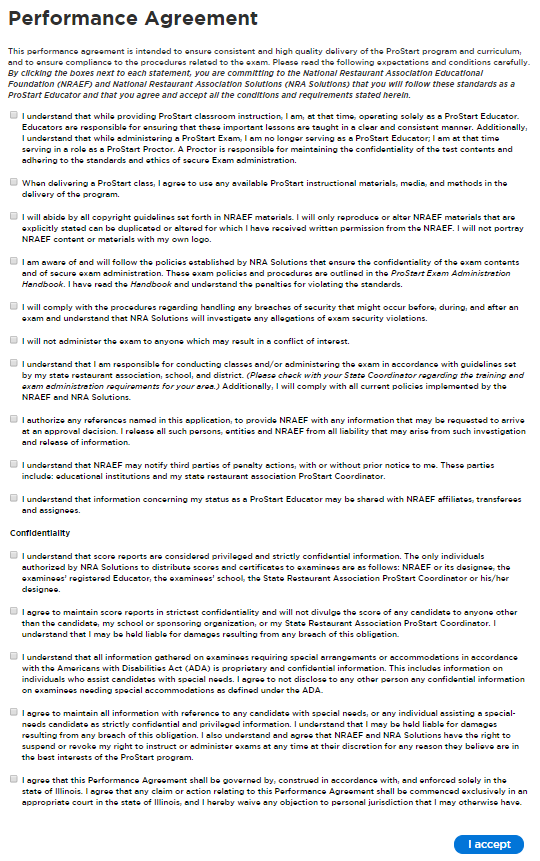 Performance Agreement
This performance agreement is intended to ensure consistent and high quality delivery of the ProStart program and curriculum,
and to ensure compliance to the procedures related to the exam. Please read the following expectations and conditions carefully.
By clicking the boxes next to each statement, you are committing to the National Restaurant Association Educational
Foundation (NRAEF) and National Restaurant Association Solutions (NRA Solutions) that you will follow these standards as a
ProStart Educator and that you agree and accept all the conditions and requirements stated herein.
I understand that while providing ProStart classroom instruction, I am, at that time, operating solely as a ProStart Educator.
Educators are responsible for ensuring that these important lessons are taught in a clear and consistent manner. Additionally,
I understand that while administering a ProStart Exam, I am no longer serving as a ProStart Educator; I am at that time
serving in a role as a ProStart Proctor. A Proctor is responsible for maintaining the confidentiality of the test contents and
adhering to the standards and ethics of secure Exam administration.
When delivering a ProStart class, I agree to use any available ProStart instructional materials, media, and methods in the
delivery of the program.
I will abide by all copyright guidelines set forth in NRAEF materials. I will only reproduce or alter NRAEF materials that are
explicitly stated can be duplicated or altered for which I have received written permission from the NRAEF. I will not portray
NRAEF content or materials with my own logo.
I am aware of and will follow the policies established by NRA Solutions that ensure the confidentiality of the exam contents
and of secure exam administration. These exam policies and procedures are outlined in the ProStart Exam Administration
Handbook. I have read the Handbook and understand the penalties for violating the standards.
I will comply with the procedures regarding handling any breaches of security that might occur before, during, and after an
exam and understand that NRA Solutions will investigate any allegations of exam security violations.
I will not administer the exam to anyone which may result in a conflict of interest.
I understand that I am responsible for conducting classes and/or administering the exam in accordance with guidelines set
by my state restaurant association, school, and district. (Please check with your State Coordinator regarding the training and
exam administration requirements for your area.) Additionally, I will comply with all current policies implemented by the
NRAEF and NRA Solutions.
I authorize any references named in this application, to provide NRAEF with any information that may be requested to arrive
at an approval decision. I release all such persons, entities and NRAEF from all liability that may arise from such investigation
and release of information.
I understand that NRAEF may notify third parties of penalty actions, with or without prior notice to me. These parties
include: educational institutions and my state restaurant association ProStart Coordinator.
I understand that information concerning my status as a ProStart Educator may be shared with NRAEF affiliates, transferees
and assignees.
Confidentiality
I understand that score reports are considered privileged and strictly confidential information. The only individuals
authorized by NRA Solutions to distribute scores and certificates to examinees are as follows: NRAEF or its designee, the
examinees' registered Educator, the examinees' school, the State Restaurant Association ProStart Coordinator or his/her
designee.
I agree to maintain score reports in strictest confidentiality and will not divulge the score of any candidate to anyone other
than the candidate, my school or sponsoring organization, or my State Restaurant Association ProStart Coordinator. I
understand that I may be held liable for damages resulting from any breach of this obligation.
I understand that all information gathered on examinees requiring special arrangements or accommodations in accordance
with the Americans with Disabilities Act (ADA) is proprietary and confidential information. This includes information on
individuals who assist candidates with special needs. I agree to not disclose to any other person any confidential information
on examinees needing special accommodations as defined under the ADA.
I agree to maintain all information with reference to any candidate with special needs, or any individual assisting a special-
needs candidate as strictly confidential and privileged information. I understand that I may be held liable for damages
resulting from any breach of this obligation. I also understand and agree that NRAEF and NRA Solutions have the right to
suspend or revoke my right to instruct or administer exams at any time at their discretion for any reason they believe are in
the best interests of the ProStart program.
I agree that this Performance Agreement shall be governed by, construed in accordance with, and enforced solely in the
state of Illinois. I agree that any claim or action relating to this Performance Agreement shall be commenced exclusively in an
appropriate court in the state of Illinois, and I hereby waive any objection to personal jurisdiction that I may otherwise have.
I accept